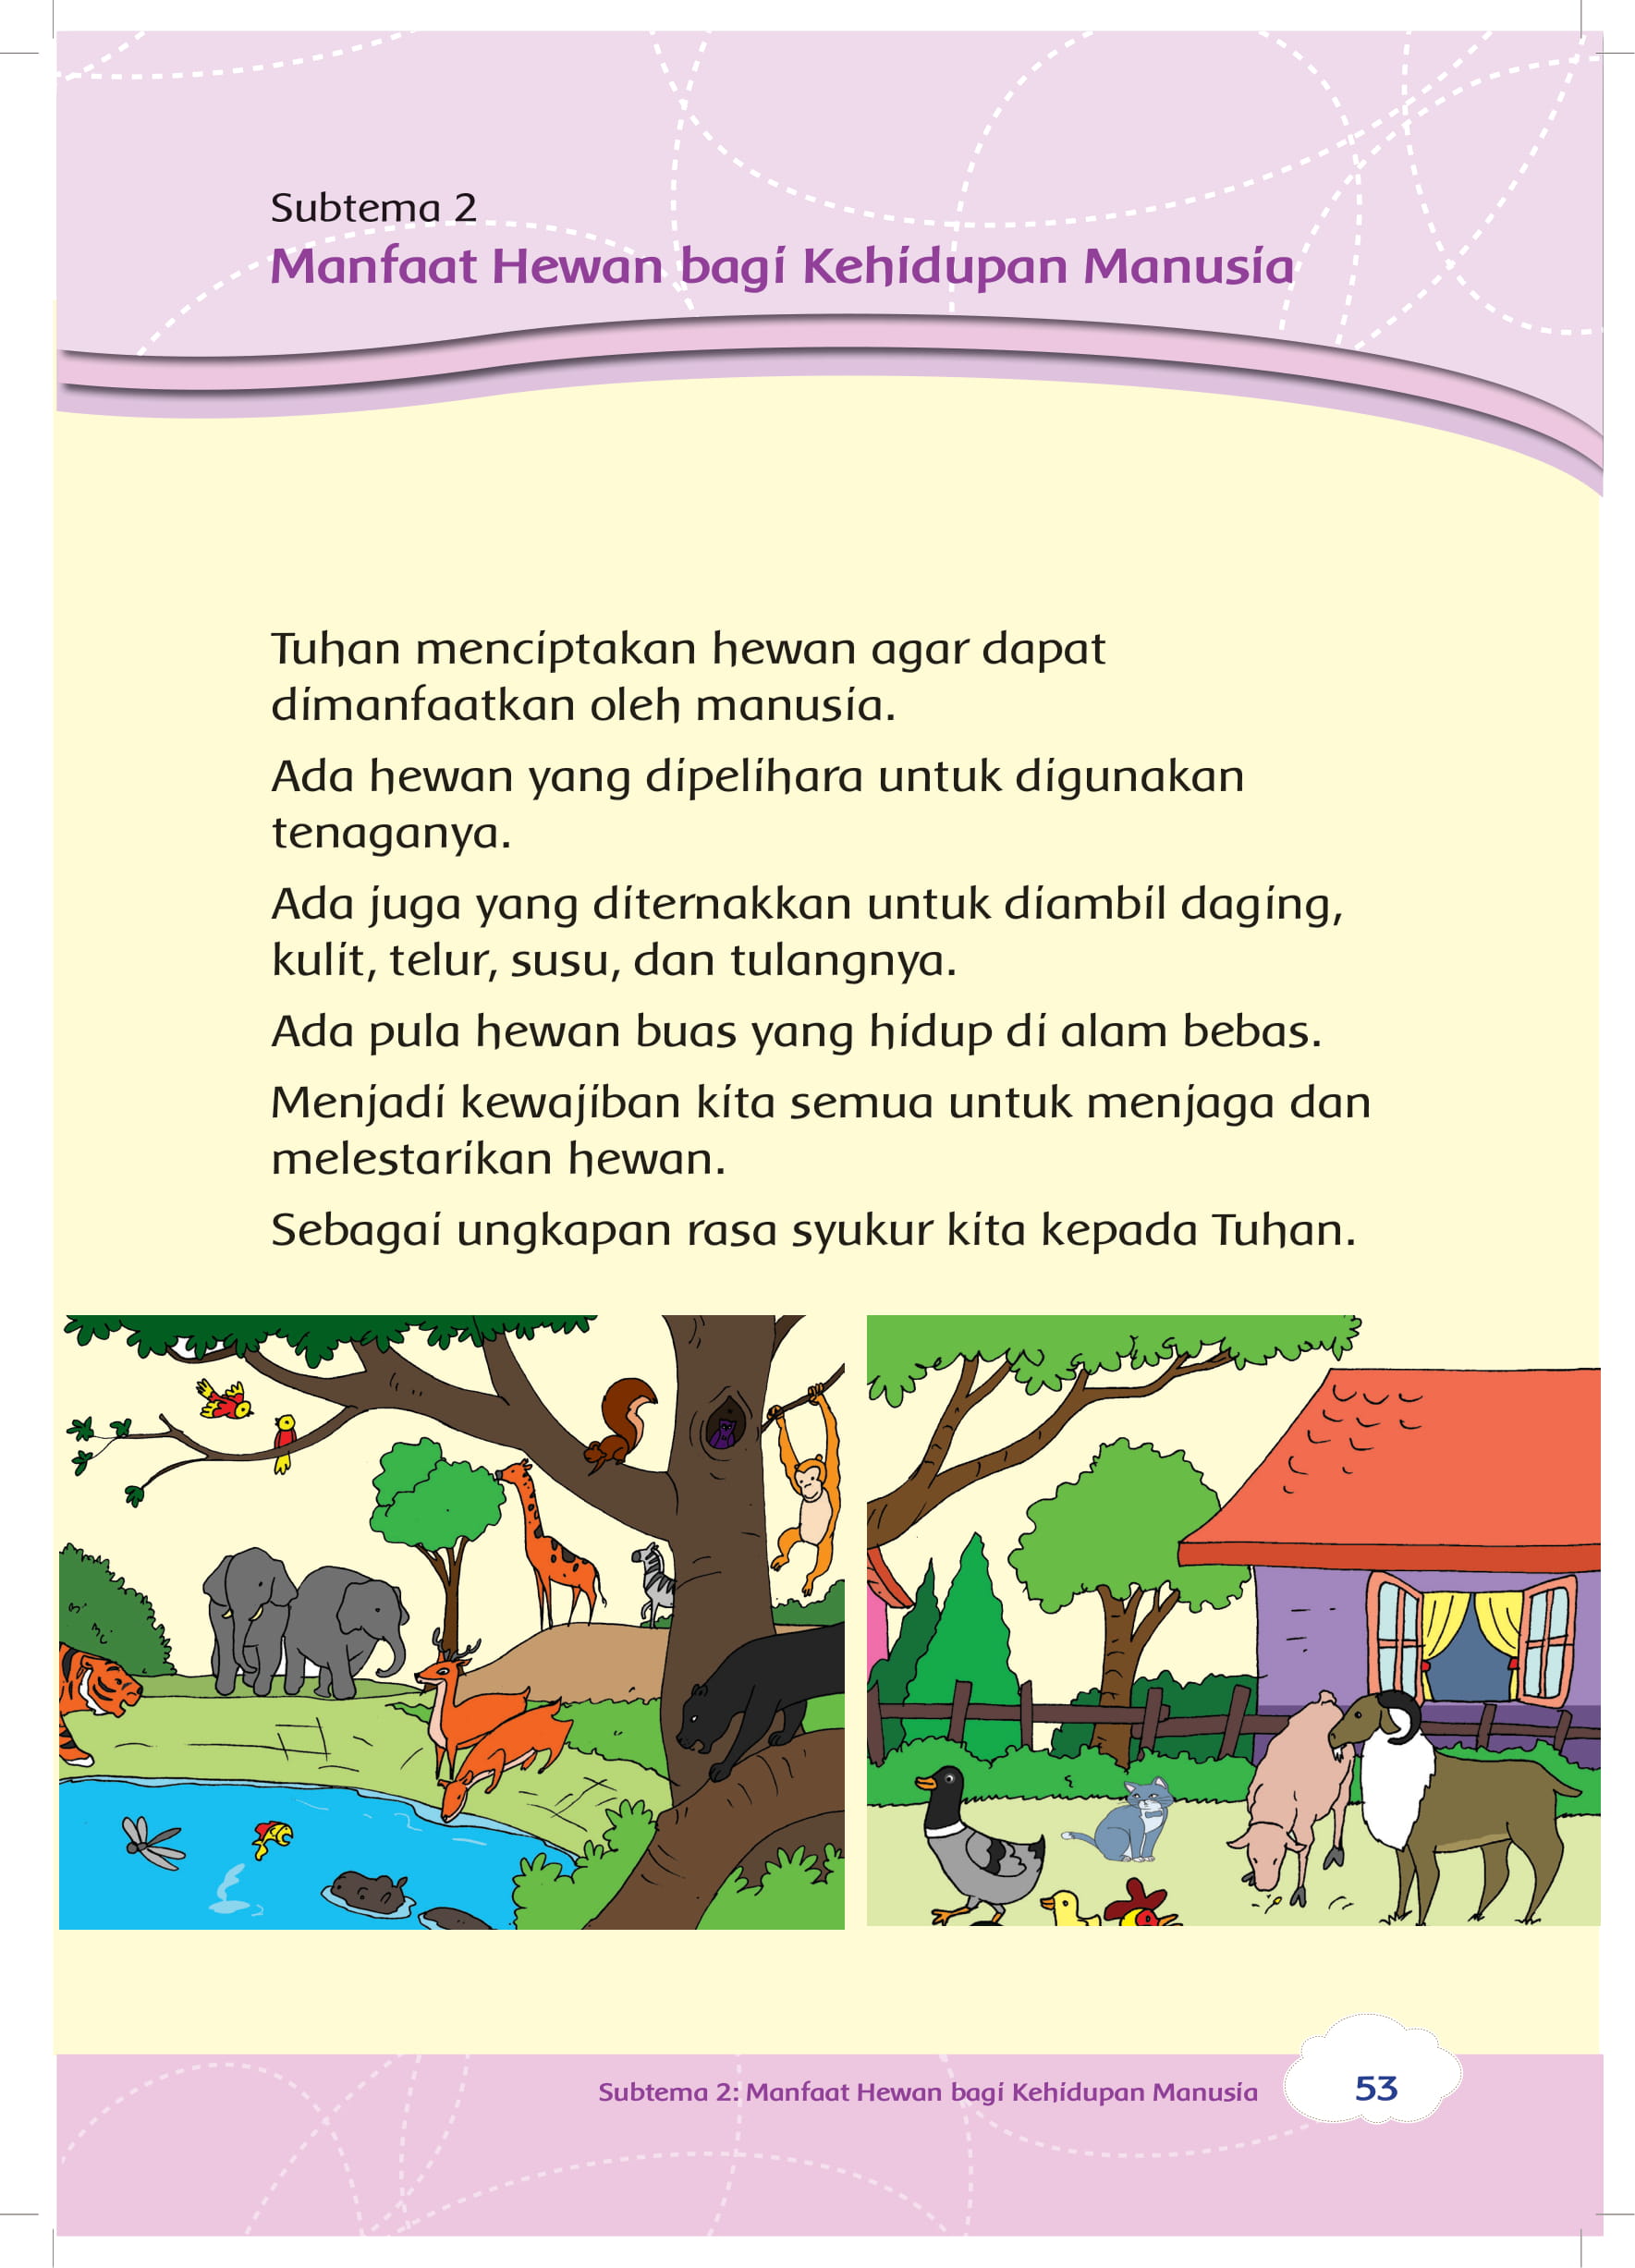 Subtema 2
Manfaat Hewan bagi Kehidupan Manusia
Tuhan menciptakan hewan agar dapat
dimanfaatkan oleh manusia.
Ada hewan yang dipelihara untuk digunakan
tenaganya.
Ada juga yang diternakkan untuk diambil daging,
kulit, telur, susu, dan tulangnya.
Ada pula hewan buas yang hidup di alam bebas.
Menjadi kewajiban kita semua untuk menjaga dan
melestarikan hewan.
Sebagai ungkapan rasa syukur kita kepada Tuhan.
Subtema 2: Manfaat Hewan bagi Kehidupan Manusia
53